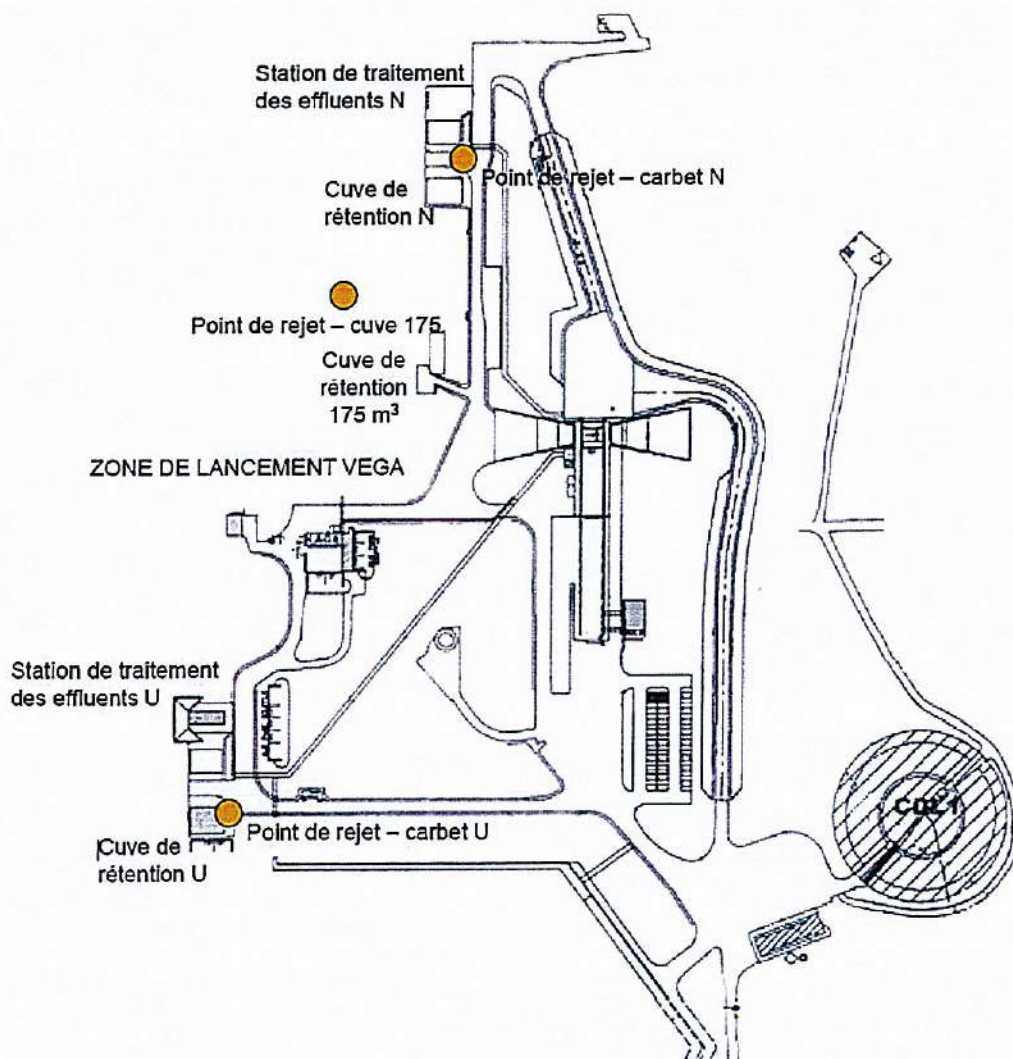 Station de traitement
des effluents N
Point de rejet – carbet N
Cuve de
rétention N
Point de rejet – cuve 175
Cuve de
rétention
175 m³
ZONE DE LANCEMENT VEGA
Station de traitement
des effluents U
Point de rejet – carbet U
Cuve de
rétention U